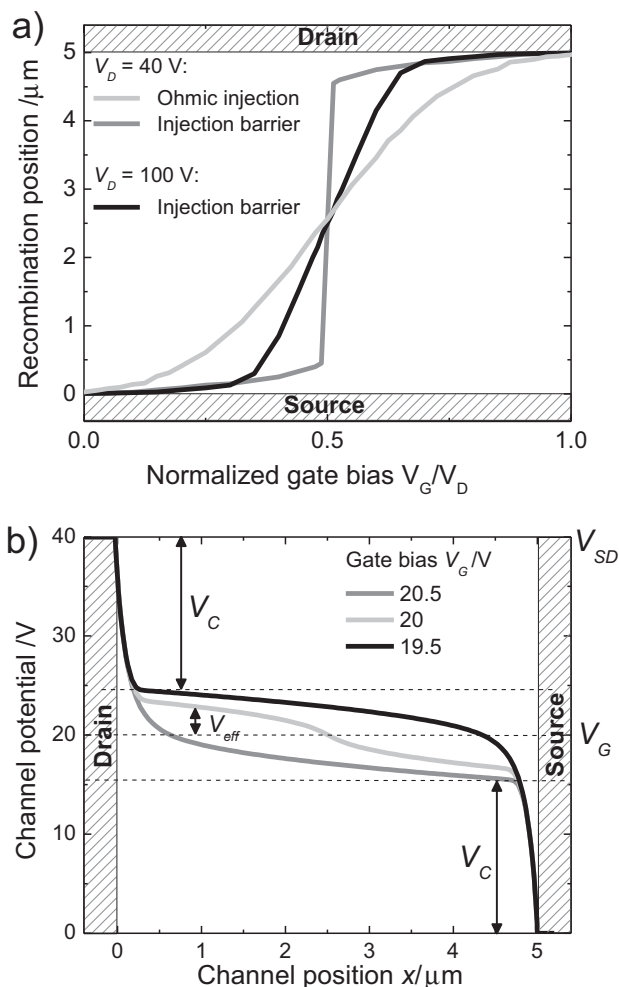 a)
Drain
5
4
3
2
1
0
Recombination position /μm
V_D = 40 V:
Ohmic injection
Injection barrier
V_D = 100 V:
Injection barrier
Source
0.0 0.5 1.0
Normalized gate bias V_G/V_D
b)
40
30
20
10
0
Channel potential /V
Drain
V_C
Gate bias V_G/V
20.5
20
19.5
V_eff
V_C
Source
V_SD
V_G
0 1 2 3 4 5
Channel position x/μm